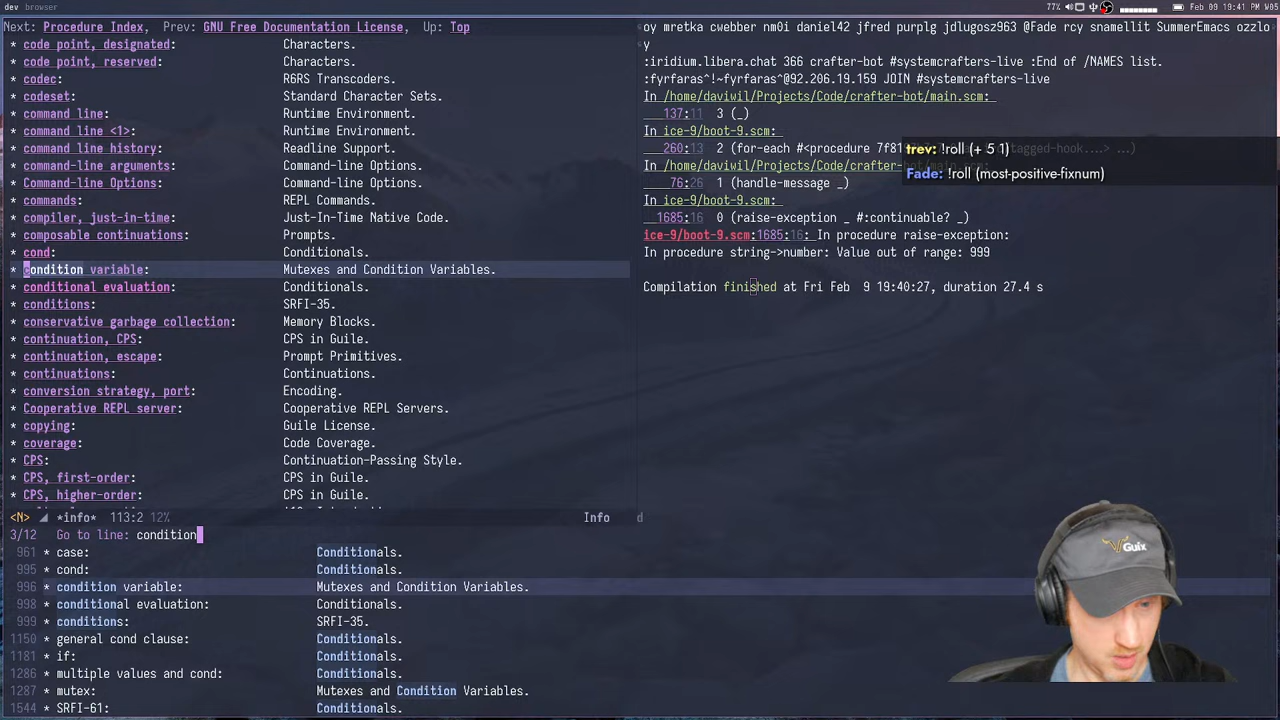 dev browser
77% Feb 09 19:41 PM W05
Next: Procedure Index, Prev: GNU Free Documentation License, Up: Top
* code point, designated: Characters.
* code point, reserved: Characters.
* codec: R6RS Transcoders.
* codeset: Standard Character Sets.
* command line: Runtime Environment.
* command line <1>: Runtime Environment.
* command line history: Readline Support.
* command-line arguments: Command-line Options.
* Command-line Options: Command-line Options.
* commands: REPL Commands.
* compiler, just-in-time: Just-In-Time Native Code.
* composable continuations: Prompts.
* cond: Conditionals.
* condition variable: Mutexes and Condition Variables.
* conditional evaluation: Conditionals.
* conditions: SRFI-35.
* conservative garbage collection: Memory Blocks.
* continuation, CPS: CPS in Guile.
* continuation, escape: Prompt Primitives.
* continuations: Continuations.
* conversion strategy, port: Encoding.
* Cooperative REPL server: Cooperative REPL Servers.
* copying: Guile License.
* coverage: Code Coverage.
* CPS: Continuation-Passing Style.
* CPS, first-order: CPS in Guile.
* CPS, higher-order: CPS in Guile.
<N> *info* 113:2 12% Info
oy mretka cwebber nm0i daniel42 jfred purplg jdlugosz963 @Fade rcy snamellit SummerEmacs ozzlo
y
:iridium.libera.chat 366 crafter-bot #systemcrafters-live :End of /NAMES list.
:fyrfaras^!~fyrfaras^@92.206.19.159 JOIN #systemcrafters-live
In /home/daviwil/Projects/Code/crafter-bot/main.scm:
137:11 3 (_)
In ice-9/boot-9.scm:
260:13 2 (for-each #<procedure 7f81 tagged-hook....> ...)
In /home/daviwil/Projects/Code/crafter-bot/main.scm:
76:26 1 (handle-message _)
In ice-9/boot-9.scm:
1685:16 0 (raise-exception _ #:continuable? _)
ice-9/boot-9.scm:1685:16: In procedure raise-exception:
In procedure string->number: Value out of range: 999
Compilation finished at Fri Feb 9 19:40:27, duration 27.4 s
trev: !roll (+ 5 1)
Fade: !roll (most-positive-fixnum)
d
3/12 Go to line: condition
961 * case: Conditionals.
995 * cond: Conditionals.
996 * condition variable: Mutexes and Condition Variables.
998 * conditional evaluation: Conditionals.
999 * conditions: SRFI-35.
1150 * general cond clause: Conditionals.
1181 * if: Conditionals.
1286 * multiple values and cond: Conditionals.
1287 * mutex: Mutexes and Condition Variables.
1544 * SRFI-61: Conditionals.
Guix